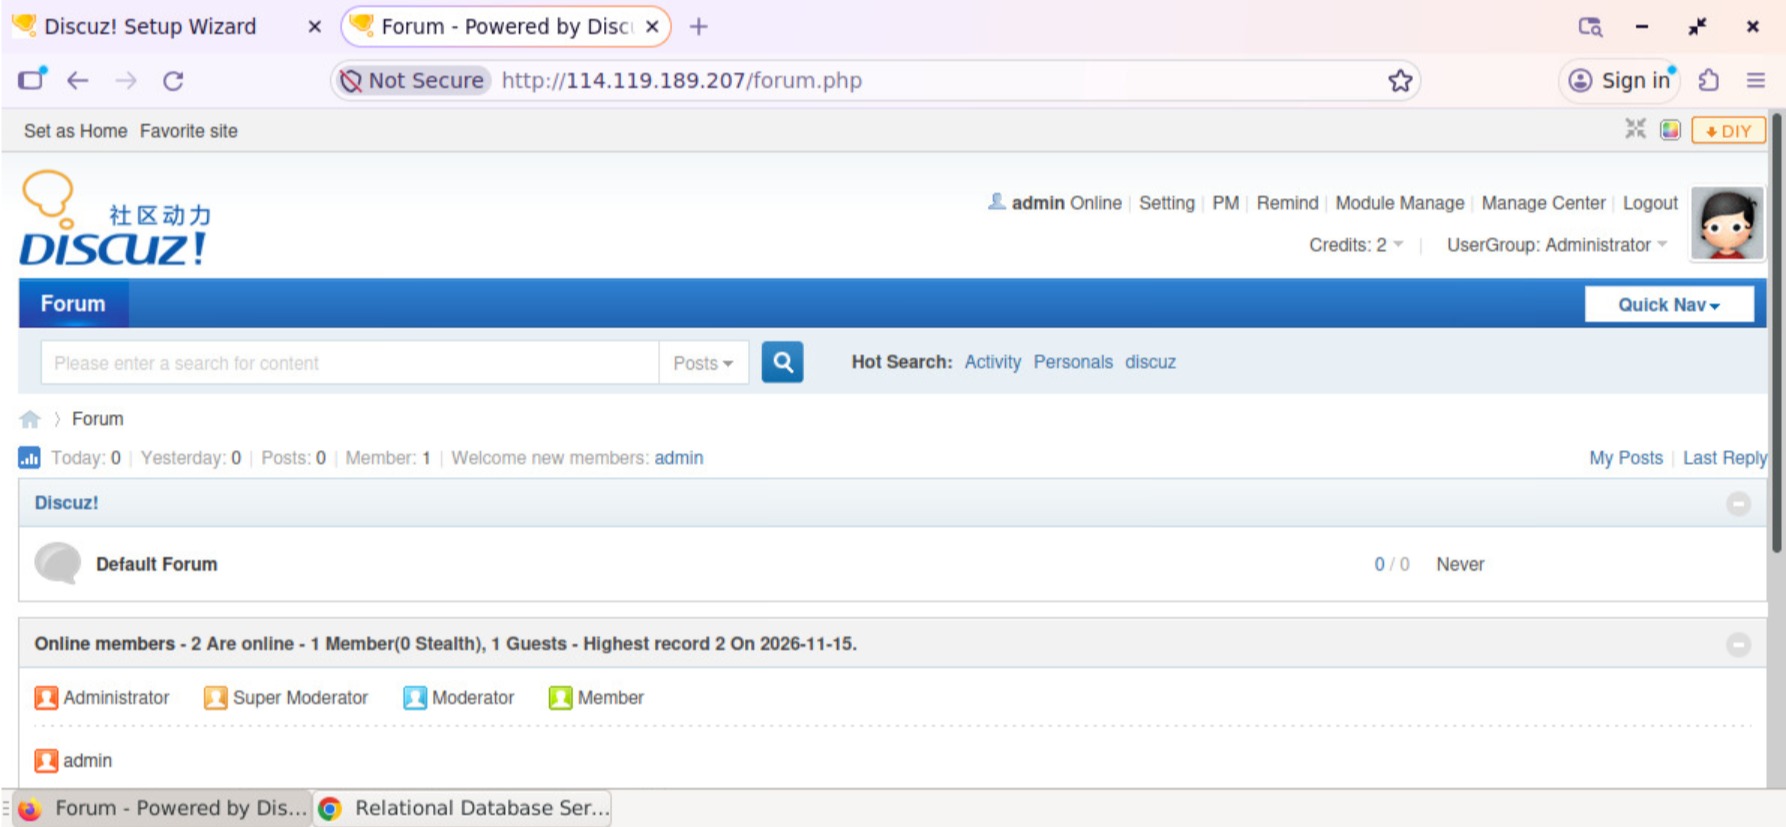 Discuz! Setup Wizard
Forum - Powered by Disc
Not Secure http://114.119.189.207/forum.php
Sign in
Set as Home Favorite site
DIY
社区动力
DISCUZ!
admin Online | Setting | PM | Remind | Module Manage | Manage Center | Logout
Credits: 2 | UserGroup: Administrator
Forum
Quick Nav
Please enter a search for content
Posts
Hot Search: Activity Personals discuz
Forum
Today: 0 | Yesterday: 0 | Posts: 0 | Member: 1 | Welcome new members: admin
My Posts | Last Reply
Discuz!
Default Forum
0 / 0 Never
Online members - 2 Are online - 1 Member(0 Stealth), 1 Guests - Highest record 2 On 2026-11-15.
Administrator Super Moderator Moderator Member
admin
Forum - Powered by Dis...
Relational Database Ser...